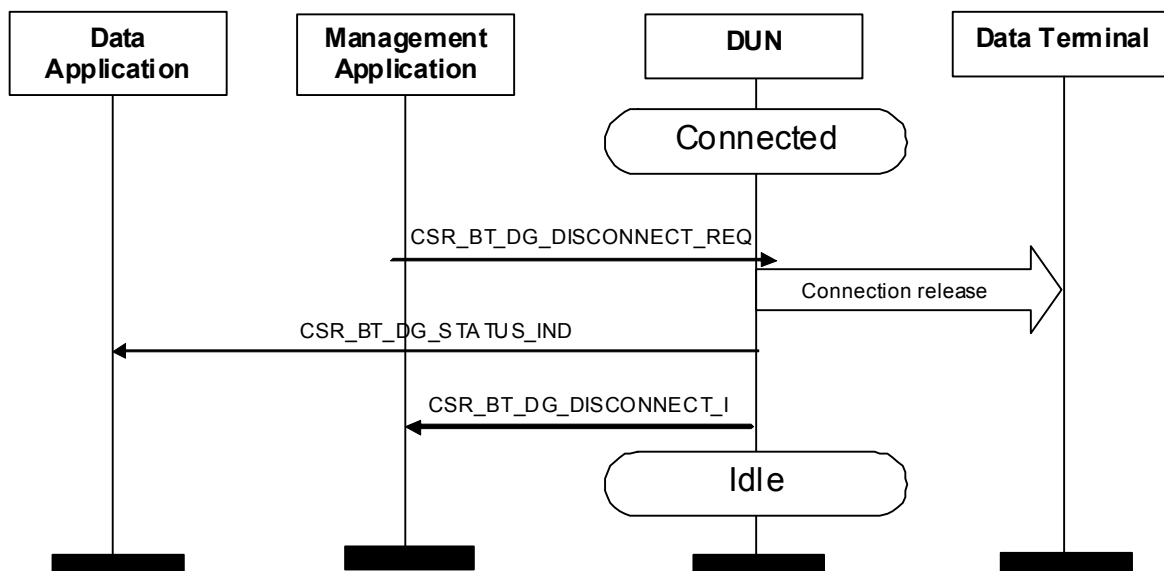 Data
Application
Management
Application
DUN
Data Terminal
Connected
CSR_BT_DG_DISCONNECT_REQ
Connection release
CSR_BT_DG_STATUS_IND
CSR_BT_DG_DISCONNECT_I
Idle